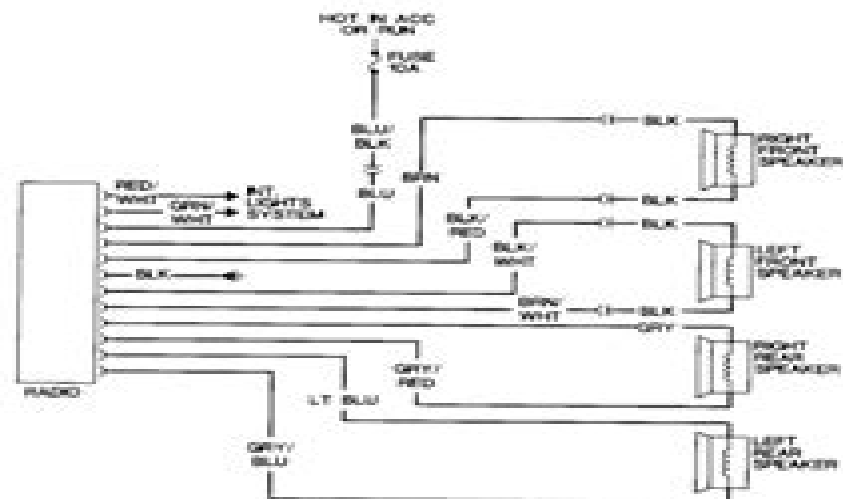 HOT IN ACC
OR RUN
FUSE
10A
BLU/
BLK
BLU
BRN
BLK
RIGHT
FRONT
SPEAKER
RED/
WHT
INT
LIGHTS
SYSTEM
GRN/
WHT
BLK/
RED
BLK
BLK/
WHT
BLK
LEFT
FRONT
SPEAKER
BLK
BRN/
WHT
BLK
GRY
RIGHT
REAR
SPEAKER
GRY/
RED
RADIO
LT BLU
GRY/
BLU
LEFT
REAR
SPEAKER